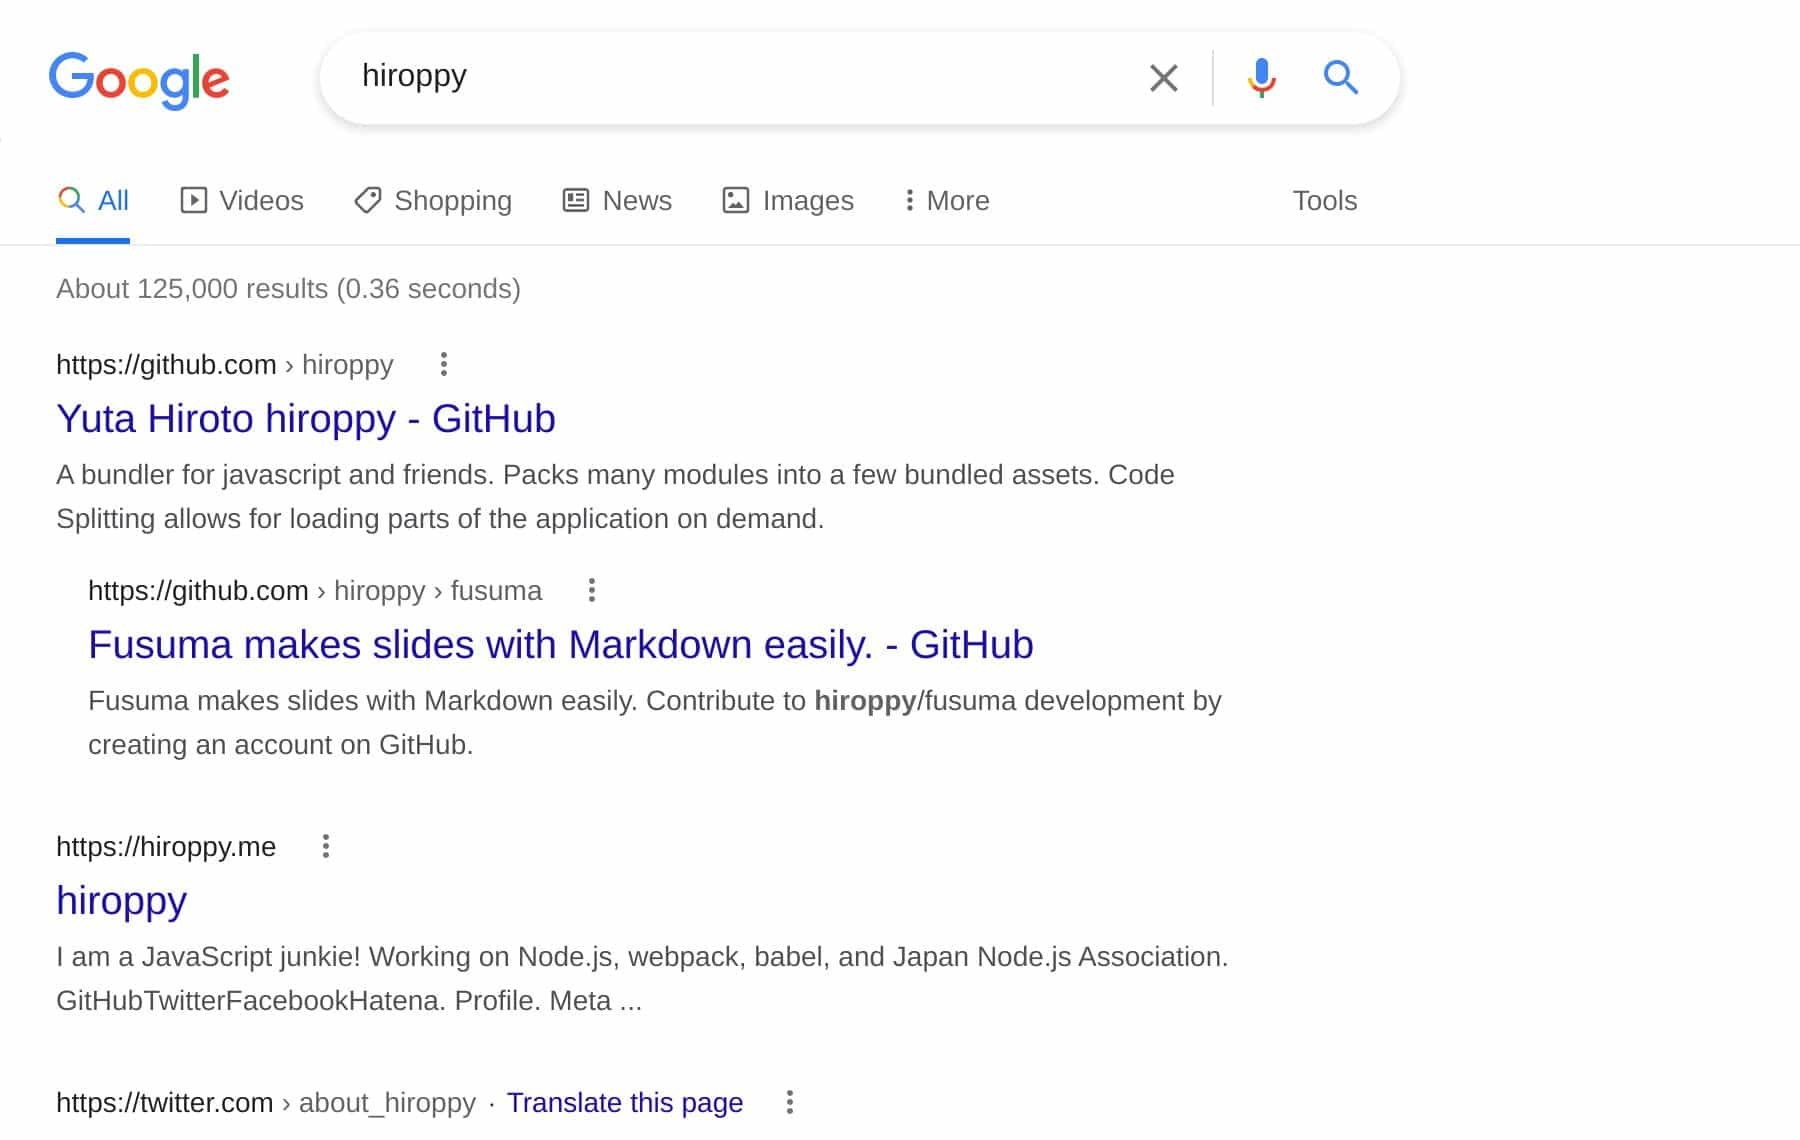 Google hiroppy
All Videos Shopping News Images More Tools
About 125,000 results (0.36 seconds)
https://github.com › hiroppy
Yuta Hiroto hiroppy - GitHub
A bundler for javascript and friends. Packs many modules into a few bundled assets. Code
Splitting allows for loading parts of the application on demand.
https://github.com › hiroppy › fusuma
Fusuma makes slides with Markdown easily. - GitHub
Fusuma makes slides with Markdown easily. Contribute to hiroppy/fusuma development by
creating an account on GitHub.
https://hiroppy.me
hiroppy
I am a JavaScript junkie! Working on Node.js, webpack, babel, and Japan Node.js Association.
GitHubTwitterFacebookHatena. Profile. Meta ...
https://twitter.com › about_hiroppy · Translate this page